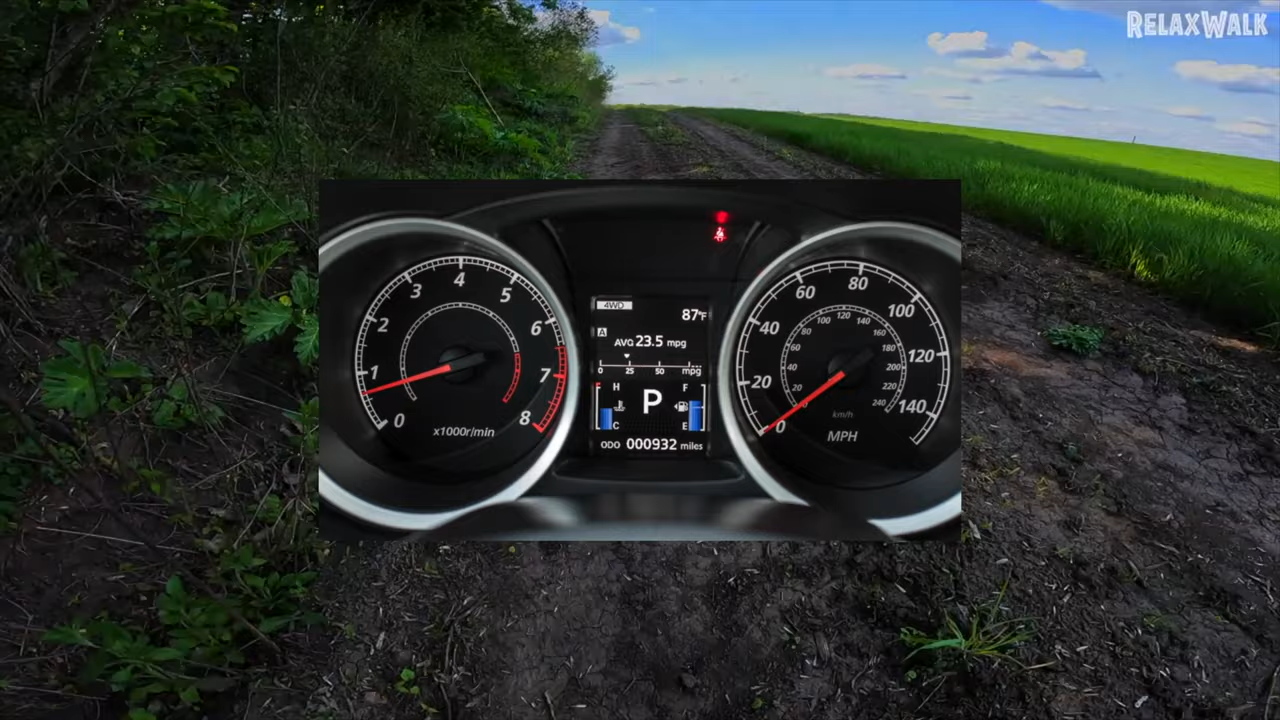 RELAXWALK
0 1 2 3 4 5 6 7 8
x1000r/min
4WD
87°F
A
AVG 23.5 mpg
0 25 50 mpg
H F
P
C E
ODO 000932 miles
0 20 40 60 80 100 120 140
20 40 60 80 100 120 140 160 180 200 220 240
km/h
MPH